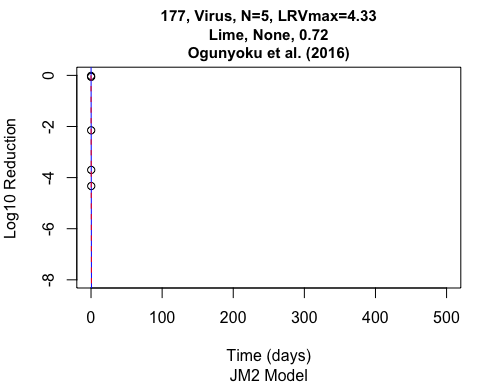 177, Virus, N=5, LRVmax=4.33
Lime, None, 0.72
Ogunyoku et al. (2016)
Log10 Reduction
0
-2
-4
-6
-8
0 100 200 300 400 500
Time (days)
JM2 Model